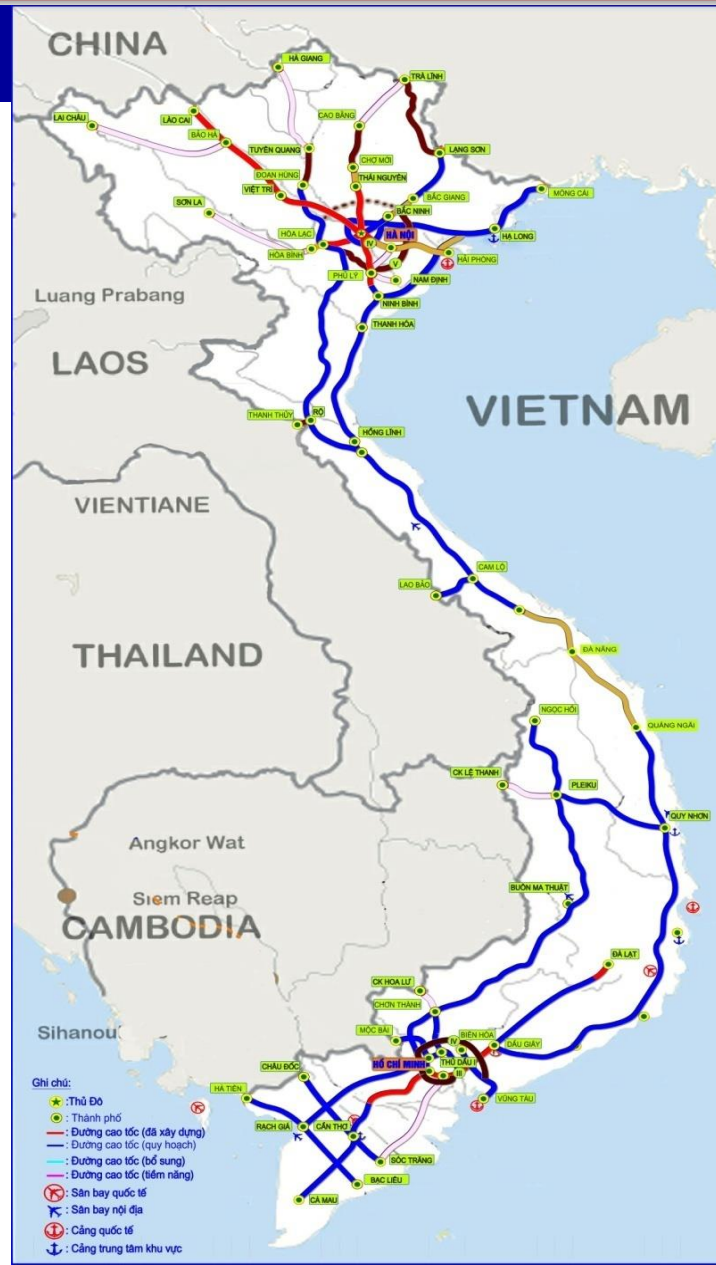 CHINA
HÀ GIANG
TRÀ LĨNH
LAI CHÂU
LÀO CAI
CAO BẰNG
BẢO HÀ
TUYÊN QUANG
LẠNG SƠN
CHỢ MỚI
ĐOAN HÙNG
THÁI NGUYÊN
VIỆT TRÌ
SƠN LA
BẮC GIANG
MÓNG CÁI
BẮC NINH
HÒA LẠC
HÀ NỘI
IV
HẠ LONG
HÒA BÌNH
HẢI PHÒNG
V
PHỦ LÝ
NAM ĐỊNH
NINH BÌNH
Luang Prabang
THANH HÓA
LAOS
VIETNAM
THANH THỦY
RỘ
HỒNG LĨNH
VIENTIANE
CAM LỘ
LAO BẢO
THAILAND
ĐÀ NẴNG
NGỌC HỒI
QUẢNG NGÃI
CK LỆ THANH
PLEIKU
QUY NHƠN
Angkor Wat
BUÔN MA THUẬT
Siem Reap
CAMBODIA
ĐÀ LẠT
CK HOA LƯ
CHƠN THÀNH
Sihanou
MỘC BÀI
BIÊN HÒA
IV
DẦU GIÂY
HỒ CHÍ MINH
THỦ DẦU
III
CHÂU ĐỐC
HÀ TIÊN
VŨNG TÀU
RẠCH GIÁ
CẦN THƠ
SÓC TRĂNG
BẠC LIÊU
CÀ MAU
Ghi chú:
: Thủ Đô
: Thành phố
: Đường cao tốc (đã xây dựng)
: Đường cao tốc (quy hoạch)
: Đường cao tốc (bổ sung)
: Đường cao tốc (tiềm năng)
: Sân bay quốc tế
: Sân bay nội địa
: Cảng quốc tế
: Cảng trung tâm khu vực